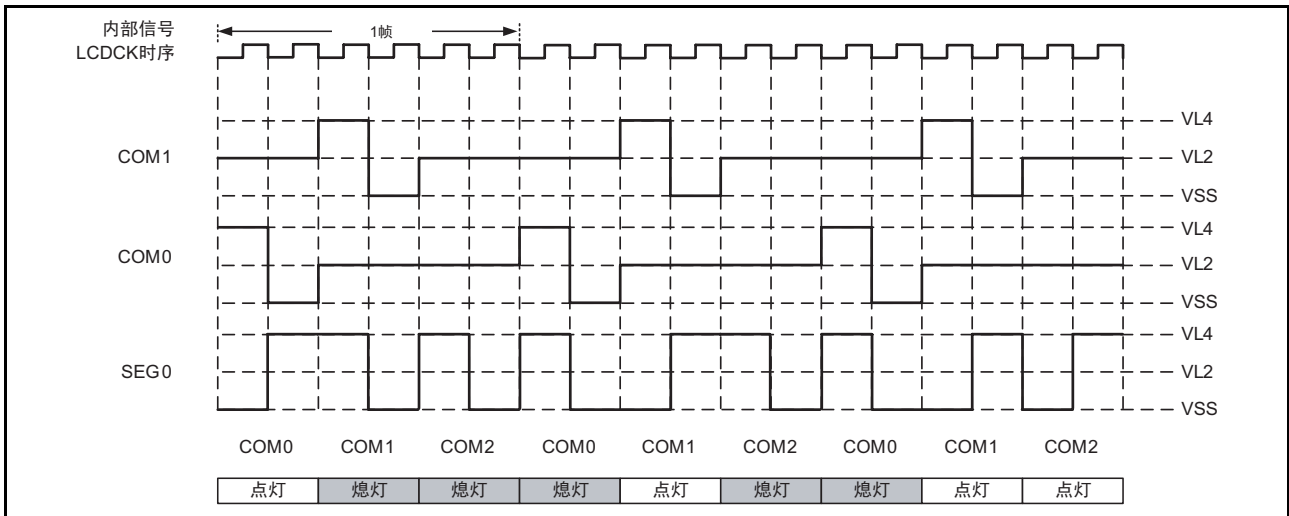 内部信号
LCDCK时序
1帧
COM1
VL4
VL2
VSS
COM0
VL4
VL2
VSS
SEG0
VL4
VL2
VSS
COM0 COM1 COM2 COM0 COM1 COM2 COM0 COM1 COM2
点灯 熄灯 熄灯 熄灯 点灯 熄灯 熄灯 点灯 点灯